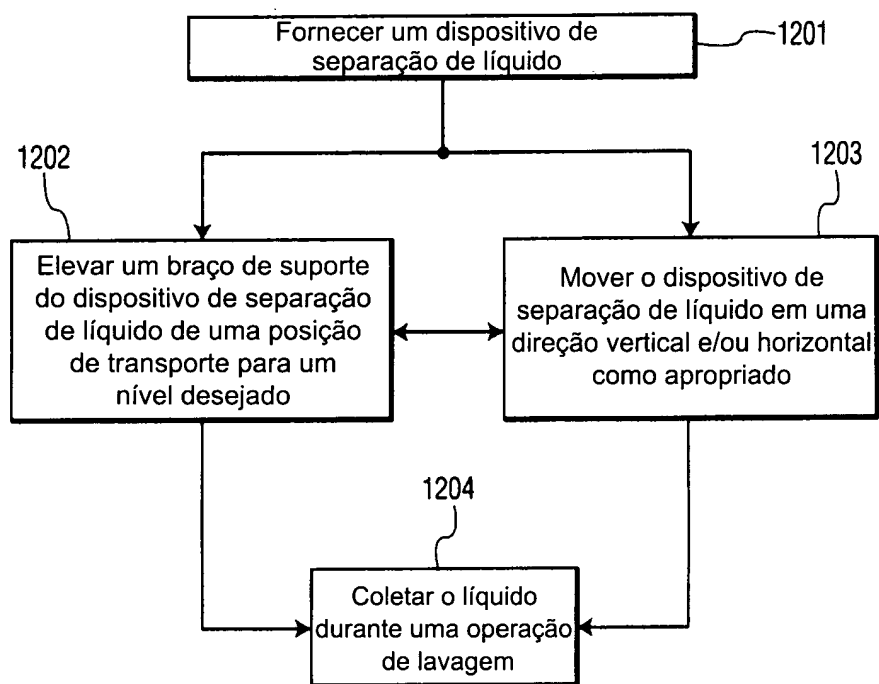 Fornecer um dispositivo de
separação de líquido
1201
1202
Elevar um braço de suporte
do dispositivo de separação
de líquido de uma posição
de transporte para um
nível desejado
1203
Mover o dispositivo de
separação de líquido em uma
direção vertical e/ou horizontal
como apropriado
1204
Coletar o líquido
durante uma operação
de lavagem